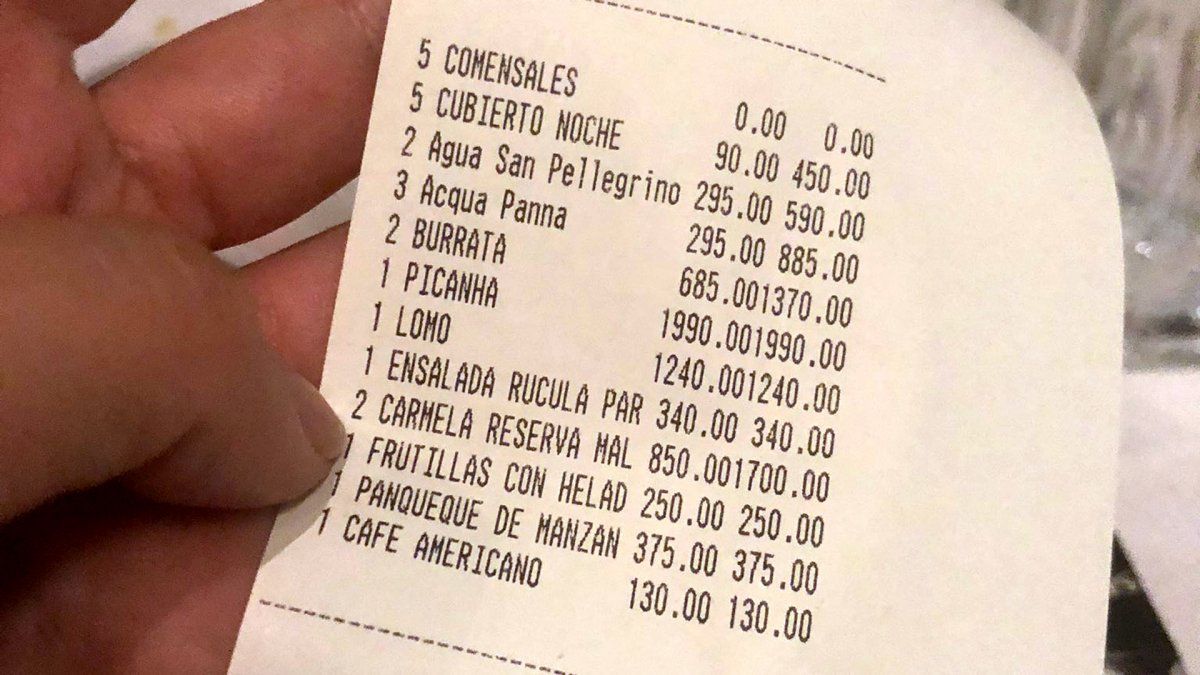 5 COMENSALES 0.00 0.00
5 CUBIERTO NOCHE 90.00 450.00
2 Agua San Pellegrino 295.00 590.00
3 Acqua Panna 295.00 885.00
2 BURRATA 685.001370.00
1 PICANHA 1990.001990.00
1 LOMO 1240.001240.00
1 ENSALADA RUCULA PAR 340.00 340.00
2 CARMELA RESERVA MAL 850.001700.00
1 FRUTILLAS CON HELAD 250.00 250.00
1 PANQUEQUE DE MANZAN 375.00 375.00
1 CAFE AMERICANO 130.00 130.00